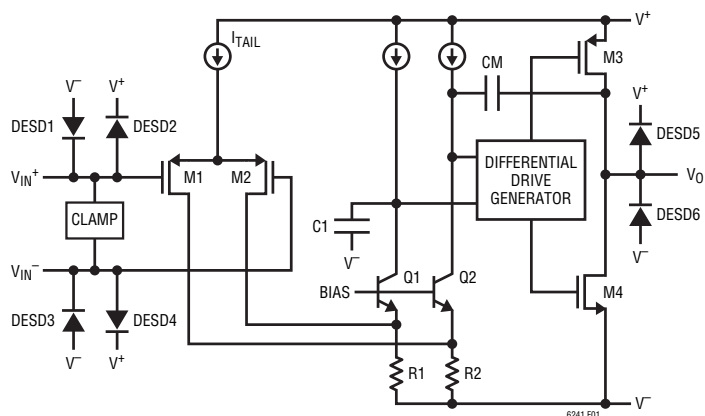 V+
ITAIL
M3
CM
V− V+
V+
DESD1 DESD2
DESD5
VIN+
M1 M2
DIFFERENTIAL
DRIVE
GENERATOR
VO
CLAMP
C1
DESD6
V−
V−
VIN−
Q1 Q2
BIAS
M4
DESD3 DESD4
V− V+
R1 R2
V−
6241 F01